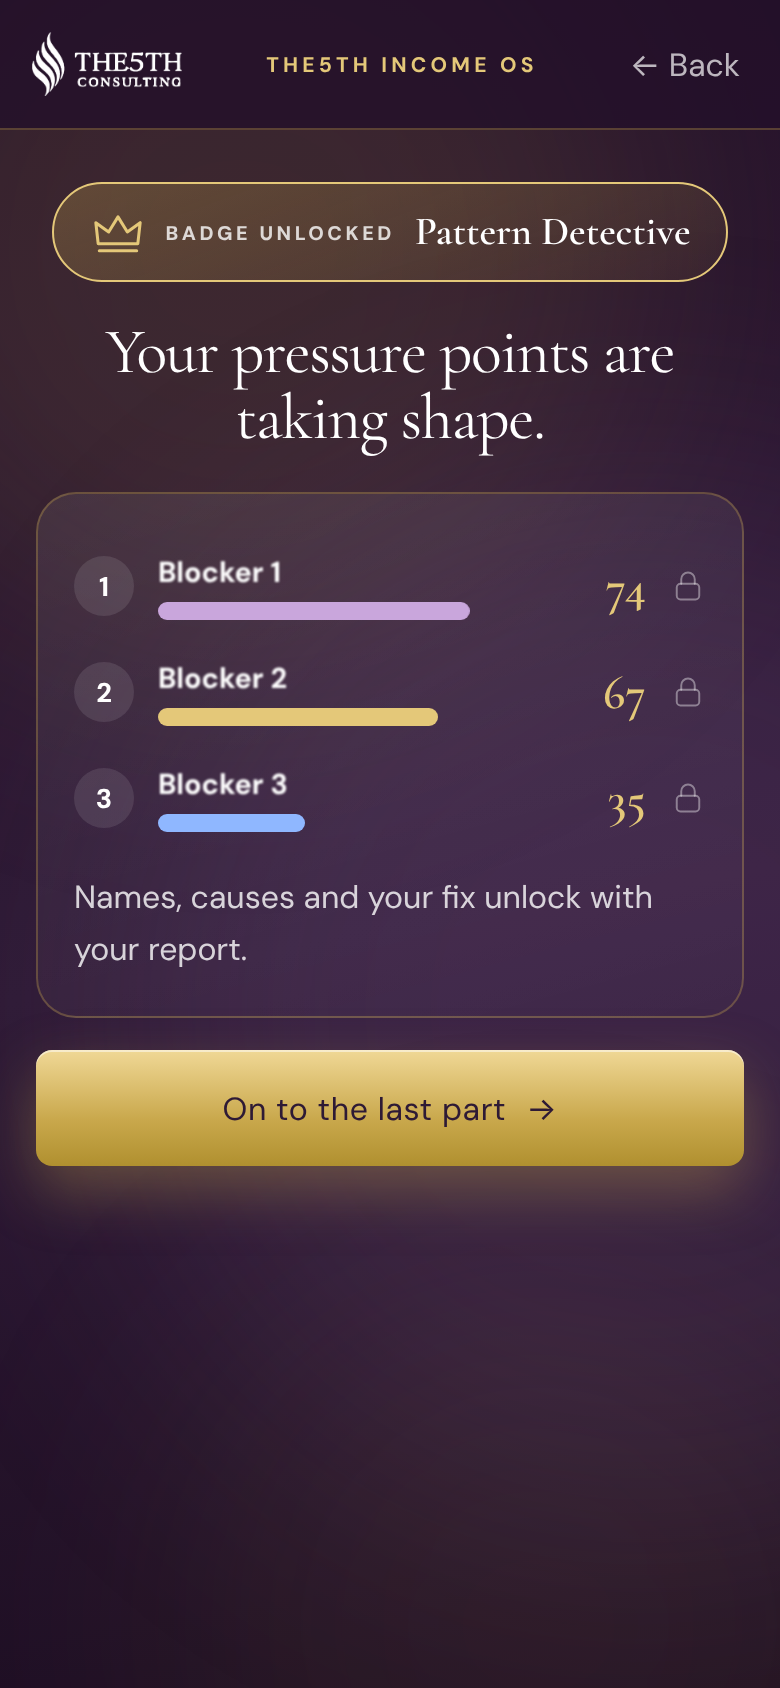 THE5TH
CONSULTING
THE5TH INCOME OS
← Back
BADGE UNLOCKED Pattern Detective
Your pressure points are
taking shape.
1 Blocker 1 74
2 Blocker 2 67
3 Blocker 3 35
Names, causes and your fix unlock with
your report.
On to the last part →